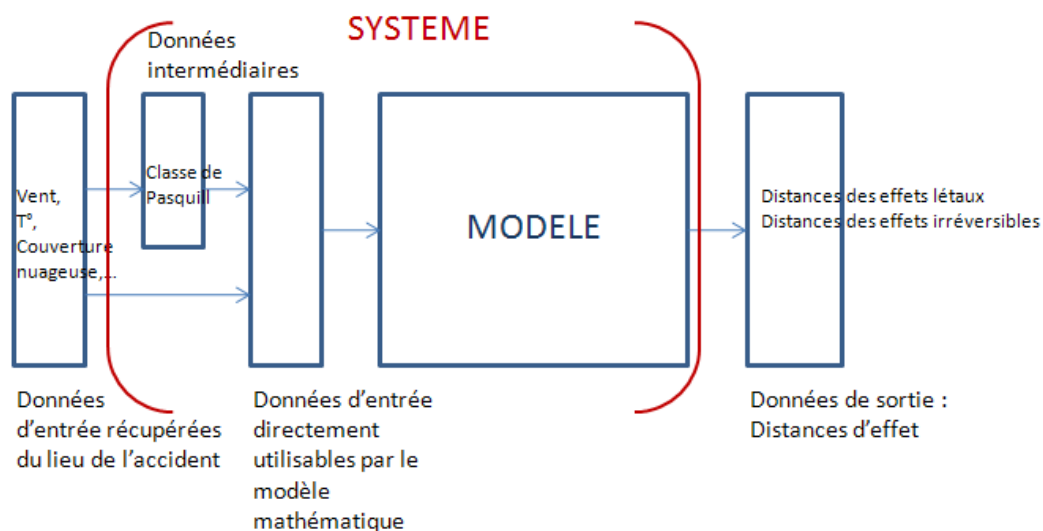 SYSTEME
Données
intermédiaires
Vent,
T°,
Couverture
nuageuse,...
Classe de
Pasquill
MODELE
Distances des effets létaux
Distances des effets irréversibles
Données
d'entrée récupérées
du lieu de l'accident
Données d'entrée
directement
utilisables par le
modèle
mathématique
Données de sortie :
Distances d'effet